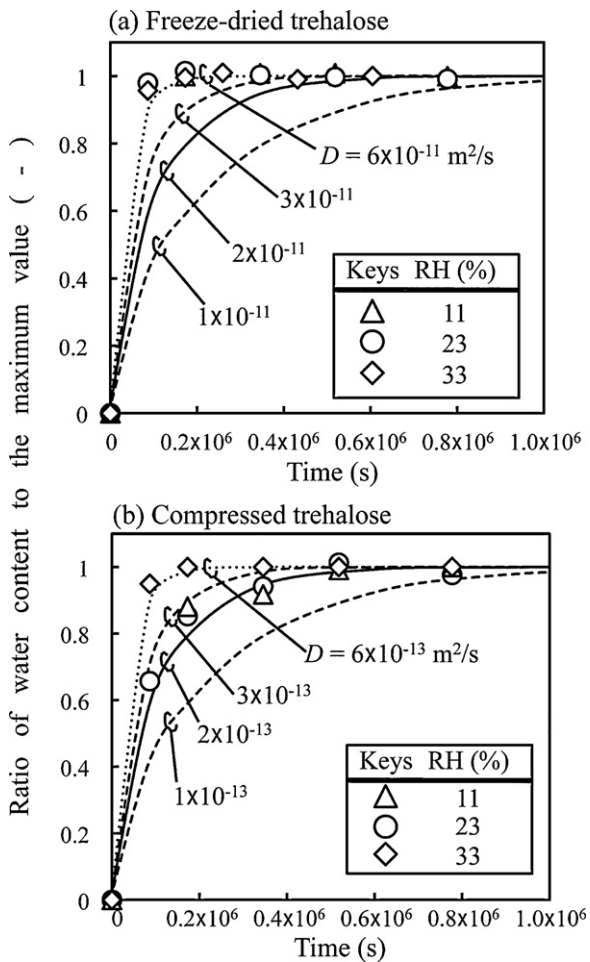 (a) Freeze-dried trehalose
Ratio of water content to the maximum value ( - )
1
0.8
0.6
0.4
0.2
0
D = 6x10⁻¹¹ m²/s
3x10⁻¹¹
2x10⁻¹¹
1x10⁻¹¹
Keys RH (%)
11
23
33
0 0.2x10⁶ 0.4x10⁶ 0.6x10⁶ 0.8x10⁶ 1.0x10⁶
Time (s)
(b) Compressed trehalose
1
0.8
0.6
0.4
0.2
0
D = 6x10⁻¹³ m²/s
3x10⁻¹³
2x10⁻¹³
1x10⁻¹³
Keys RH (%)
11
23
33
0 0.2x10⁶ 0.4x10⁶ 0.6x10⁶ 0.8x10⁶ 1.0x10⁶
Time (s)